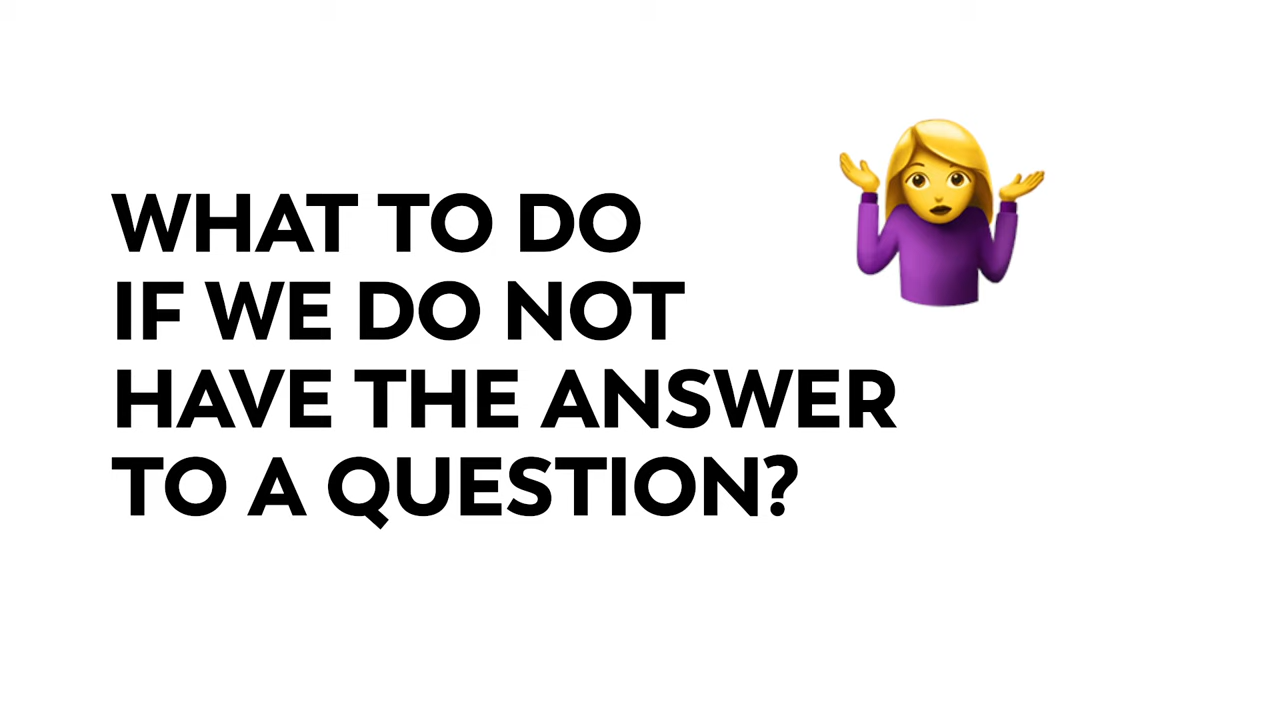 WHAT TO DO
IF WE DO NOT
HAVE THE ANSWER
TO A QUESTION?